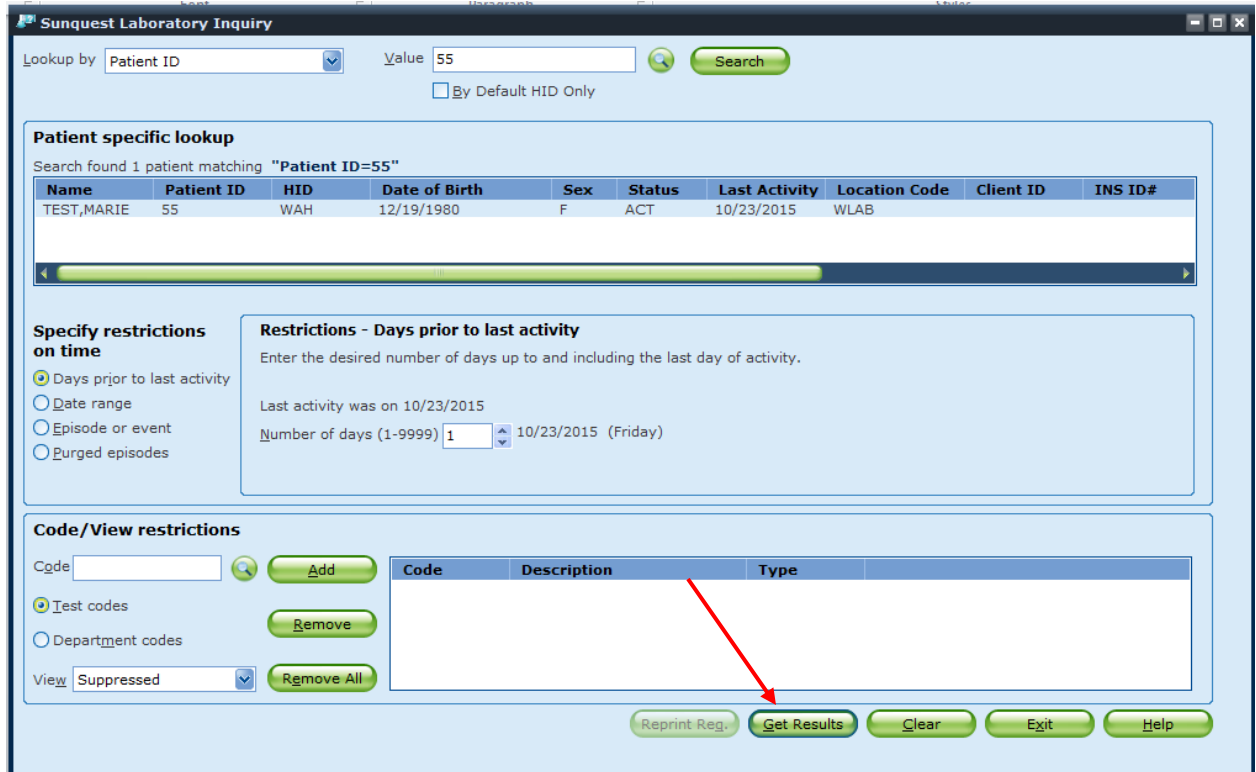 Font Paragraph Styles
Sunquest Laboratory Inquiry
Lookup by Patient ID Value 55 Search
By Default HID Only
Patient specific lookup
Search found 1 patient matching "Patient ID=55"
Name Patient ID HID Date of Birth Sex Status Last Activity Location Code Client ID INS ID#
TEST,MARIE 55 WAH 12/19/1980 F ACT 10/23/2015 WLAB
Specify restrictions on time
Days prior to last activity
Date range
Episode or event
Purged episodes
Restrictions - Days prior to last activity
Enter the desired number of days up to and including the last day of activity.
Last activity was on 10/23/2015
Number of days (1-9999) 1 10/23/2015 (Friday)
Code/View restrictions
Code Add
Test codes
Department codes
Remove
View Suppressed Remove All
Code Description Type
Reprint Reg. Get Results Clear Exit Help